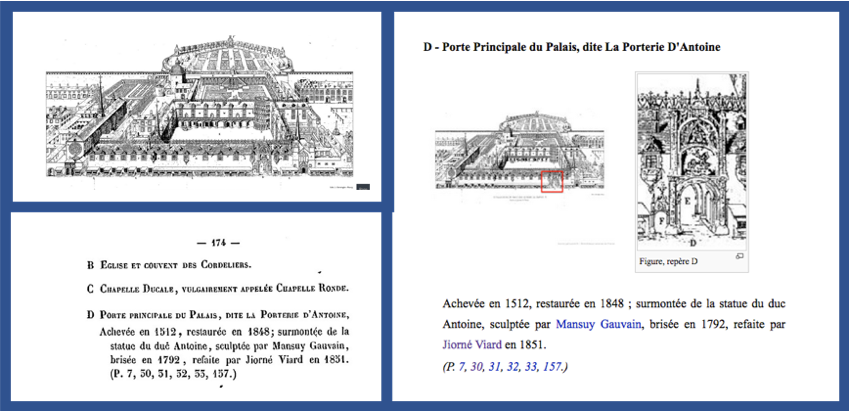 — 174 —
B EGLISE ET COUVENT DES CORDELIERS.
C CHAPELLE DUCALE, VULGAIREMENT APPELÉE CHAPELLE RONDE.
D PORTE PRINCIPALE DU PALAIS, DITE LA PORTERIE D'ANTOINE,
Achevée en 1512, restaurée en 1848; surmontée de la
statue du duc Antoine, sculptée par Mansuy Gauvain,
brisée en 1792, refaite par Jiorné Viard en 1851.
(P. 7, 30, 31, 32, 33, 157.)
D - Porte Principale du Palais, dite La Porterie D'Antoine
E
F
D
Figure, repère D
Achevée en 1512, restaurée en 1848 ; surmontée de la statue du duc
Antoine, sculptée par Mansuy Gauvain, brisée en 1792, refaite par
Jiorné Viard en 1851.
(P. 7, 30, 31, 32, 33, 157.)